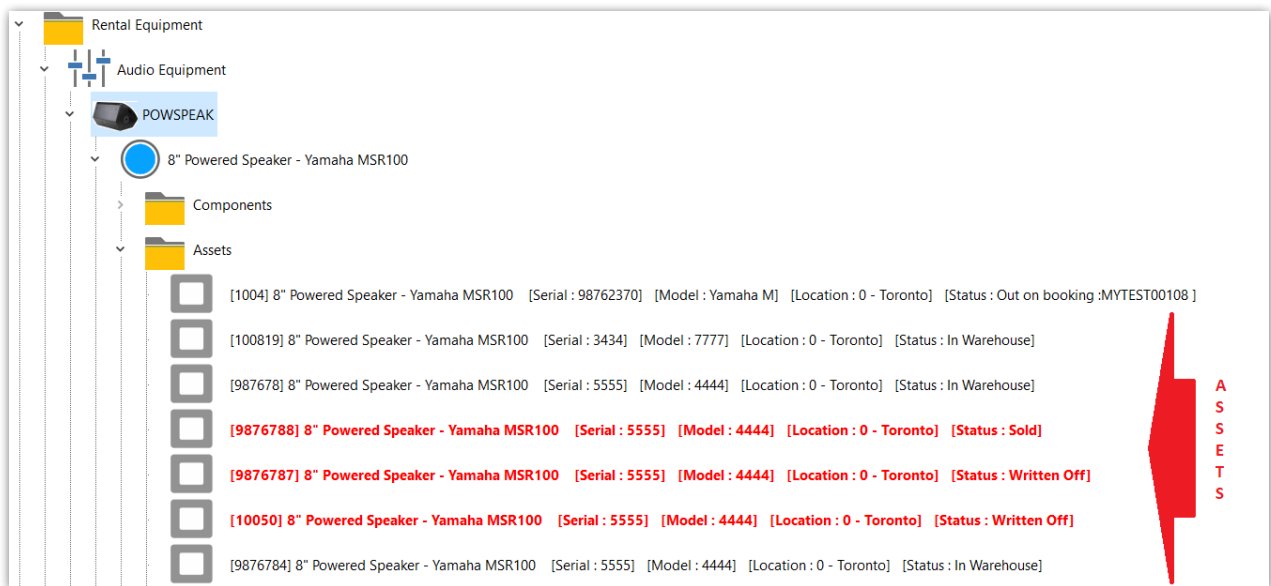 Rental Equipment
Audio Equipment
POWSPEAK
8" Powered Speaker - Yamaha MSR100
Components
Assets
[1004] 8" Powered Speaker - Yamaha MSR100 [Serial : 98762370] [Model : Yamaha M] [Location : 0 - Toronto] [Status : Out on booking :MYTEST00108 ]
[100819] 8" Powered Speaker - Yamaha MSR100 [Serial : 3434] [Model : 7777] [Location : 0 - Toronto] [Status : In Warehouse]
[987678] 8" Powered Speaker - Yamaha MSR100 [Serial : 5555] [Model : 4444] [Location : 0 - Toronto] [Status : In Warehouse]
[9876788] 8" Powered Speaker - Yamaha MSR100 [Serial : 5555] [Model : 4444] [Location : 0 - Toronto] [Status : Sold]
[9876787] 8" Powered Speaker - Yamaha MSR100 [Serial : 5555] [Model : 4444] [Location : 0 - Toronto] [Status : Written Off]
[10050] 8" Powered Speaker - Yamaha MSR100 [Serial : 5555] [Model : 4444] [Location : 0 - Toronto] [Status : Written Off]
[9876784] 8" Powered Speaker - Yamaha MSR100 [Serial : 5555] [Model : 4444] [Location : 0 - Toronto] [Status : In Warehouse]
ASSETS